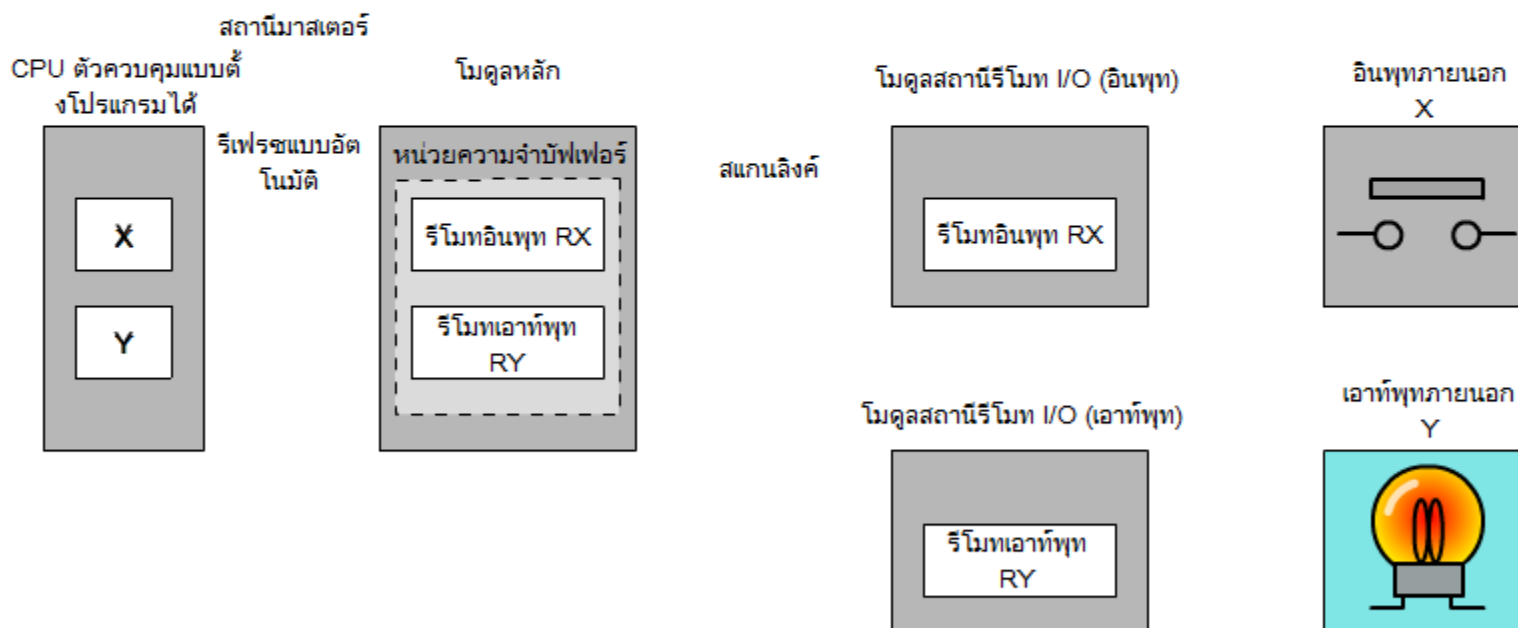 สถานีมาสเตอร์
CPU ตัวควบคุมแบบตั้
งโปรแกรมได้
โมดูลหลัก
โมดูลสถานีรีโมท I/O (อินพุท)
อินพุทภายนอก
X
รีเฟรซแบบอัต
โนมัติ
หน่วยความจำบัฟเฟอร์
สแกนลิงค์
X
รีโมทอินพุท RX
รีโมทอินพุท RX
Y
รีโมทเอาท์พุท
RY
โมดูลสถานีรีโมท I/O (เอาท์พุท)
เอาท์พุทภายนอก
Y
รีโมทเอาท์พุท
RY